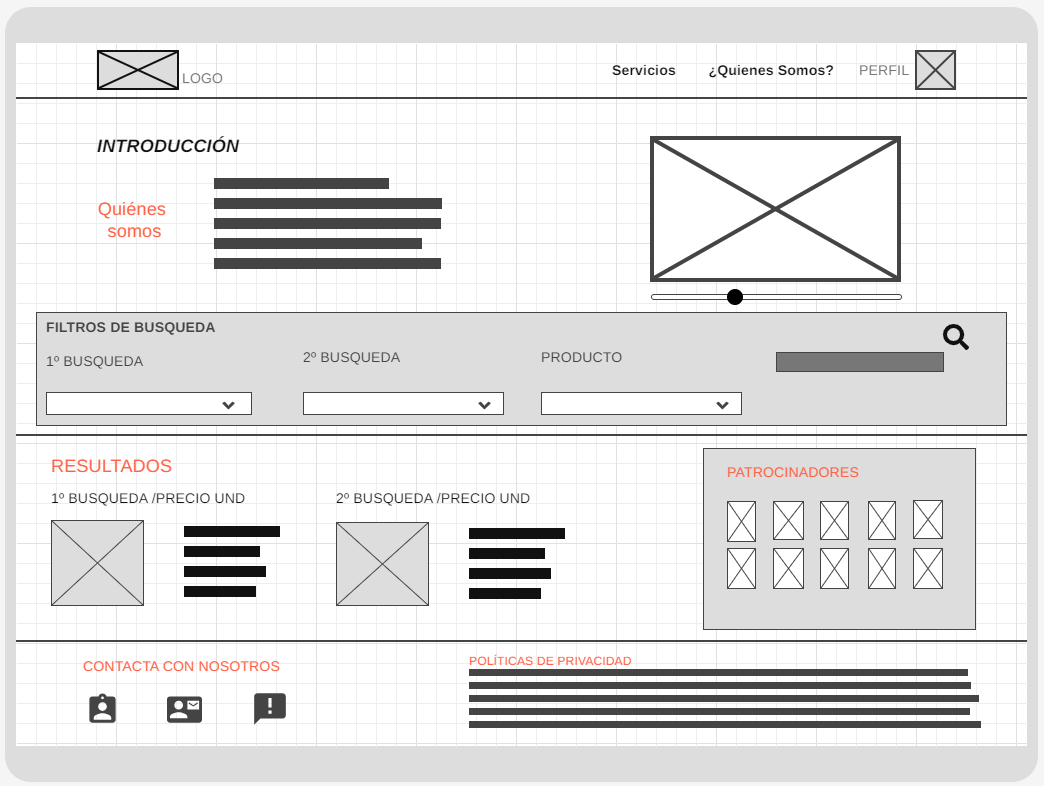 LOGO
Servicios
¿Quienes Somos?
PERFIL
INTRODUCCIÓN
Quiénes
somos
FILTROS DE BUSQUEDA
1º BUSQUEDA
2º BUSQUEDA
PRODUCTO
RESULTADOS
1º BUSQUEDA /PRECIO UND
2º BUSQUEDA /PRECIO UND
PATROCINADORES
CONTACTA CON NOSOTROS
POLÍTICAS DE PRIVACIDAD